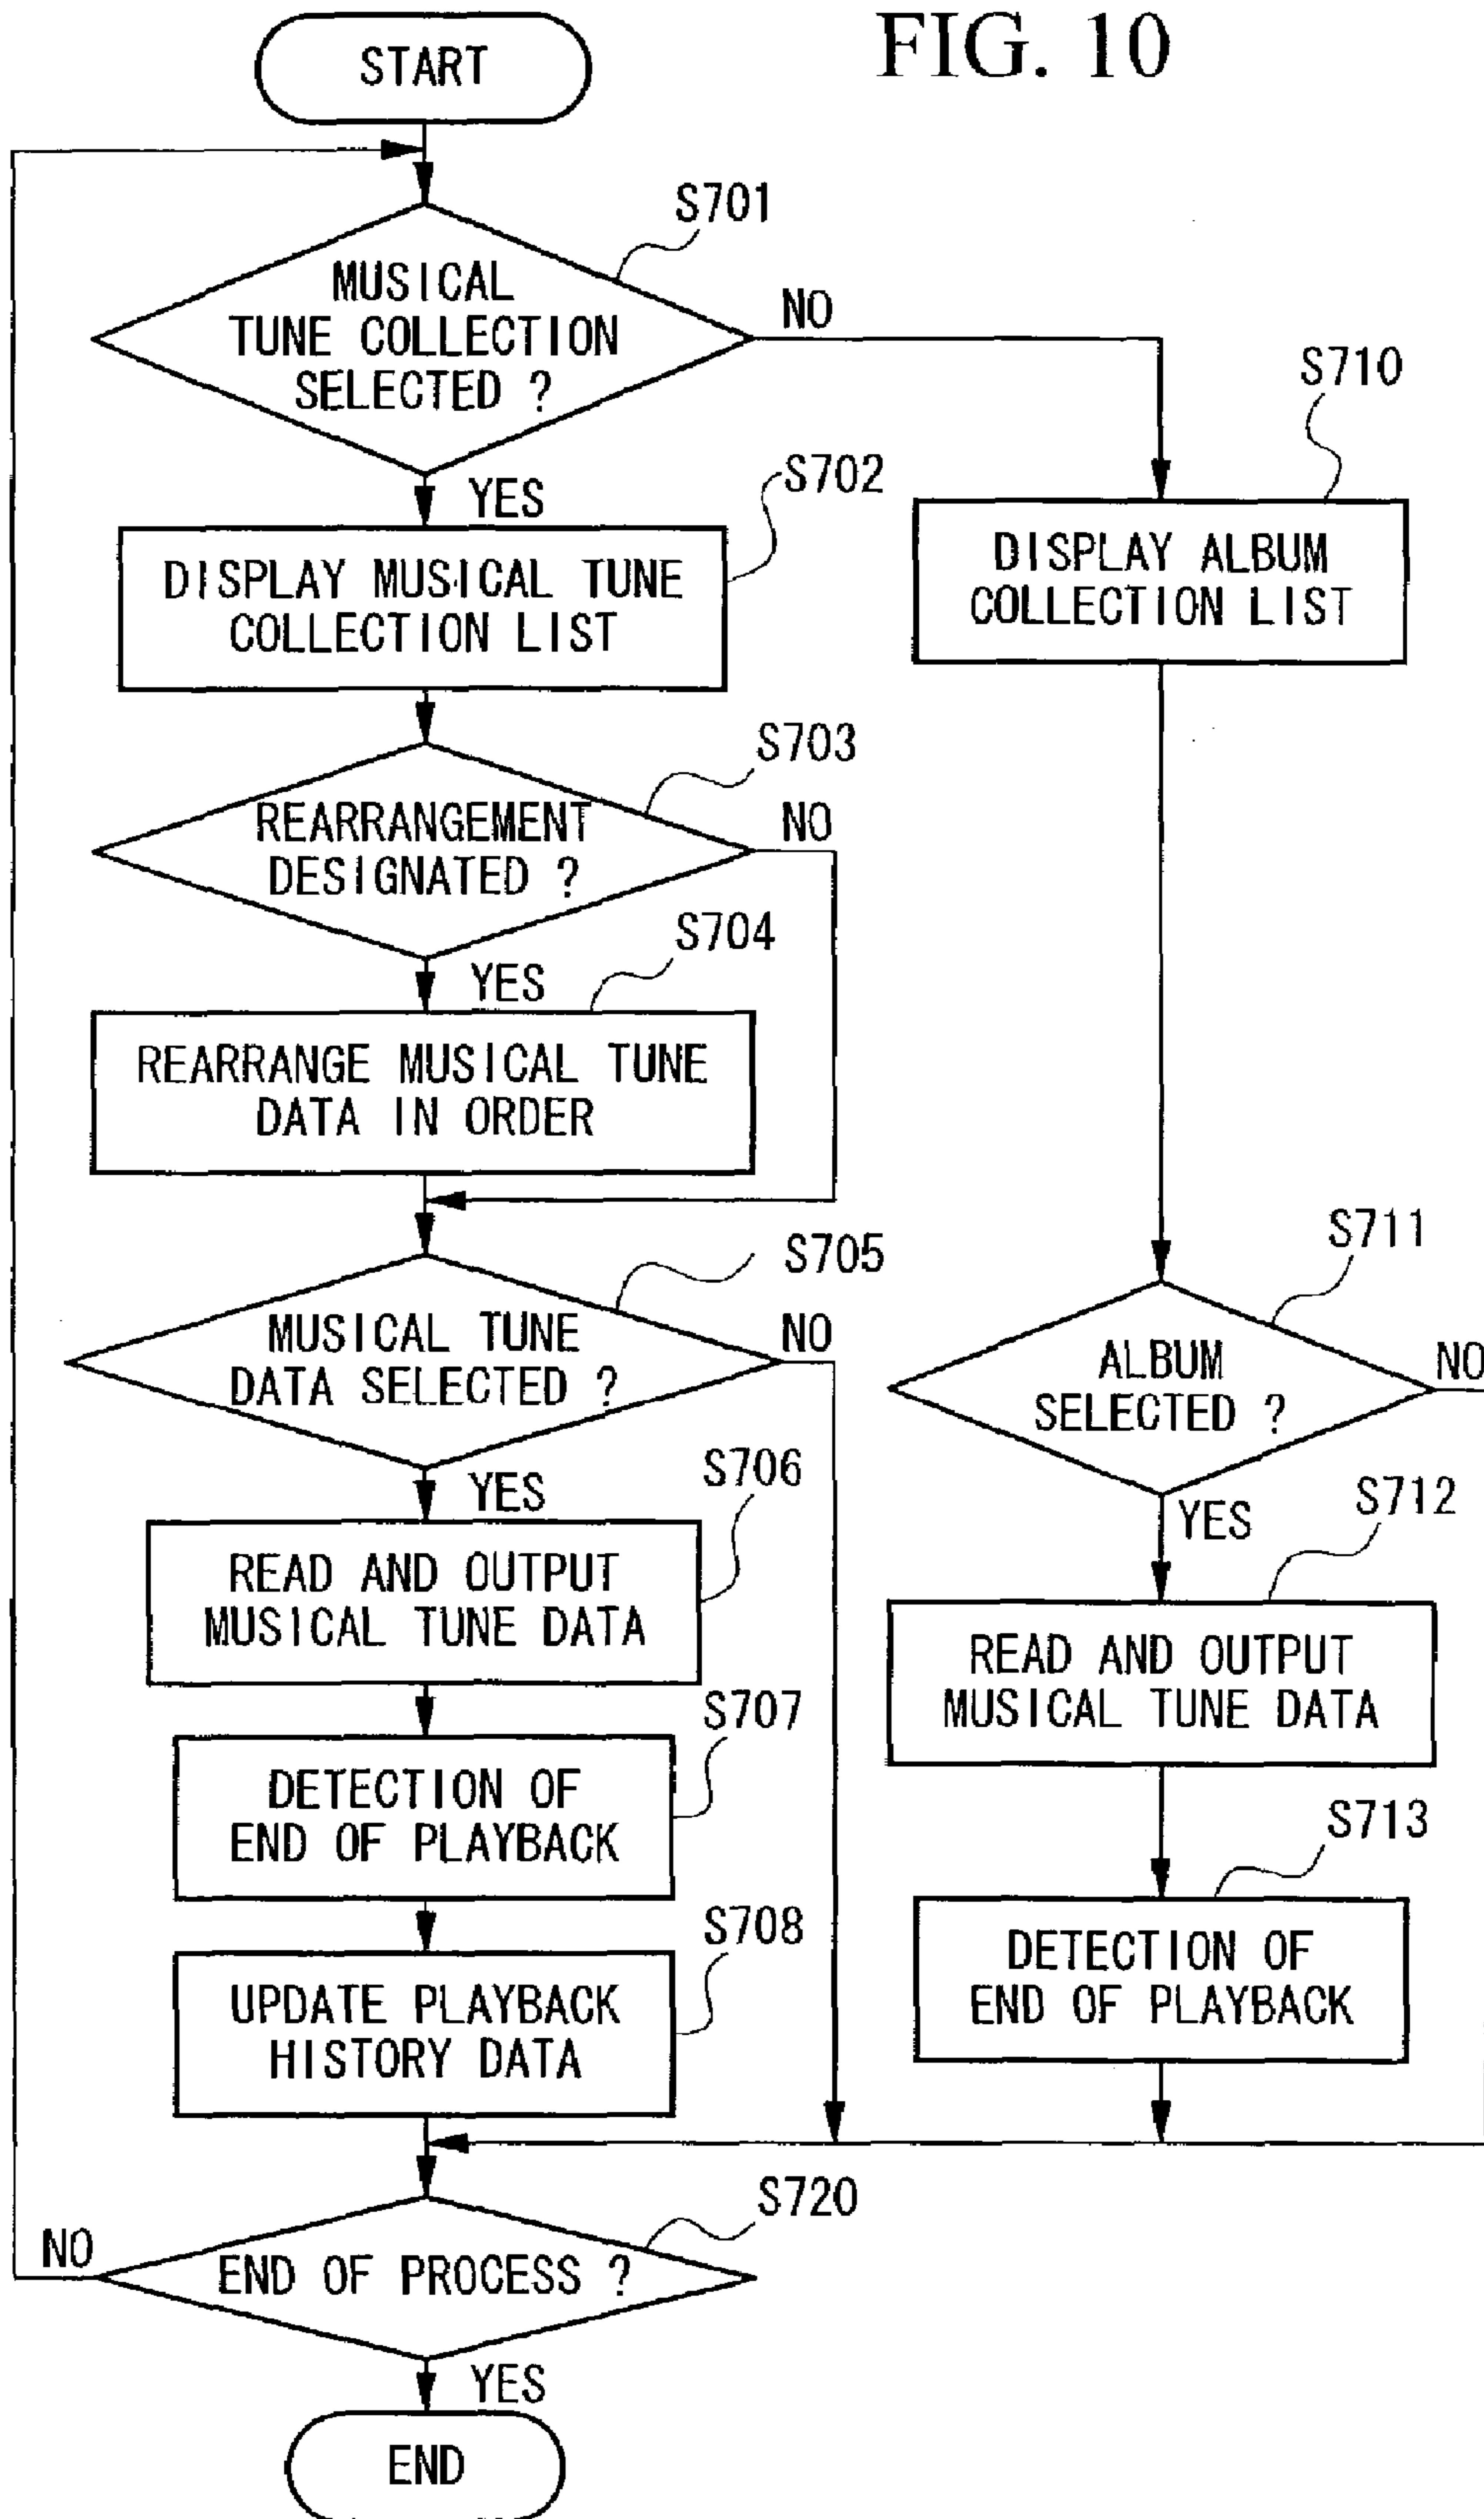 FIG. 10
START
S701
MUSICAL
TUNE COLLECTION
SELECTED ?
NO
YES
S702
DISPLAY MUSICAL TUNE
COLLECTION LIST
S710
DISPLAY ALBUM
COLLECTION LIST
S703
REARRANGEMENT
DESIGNATED ?
NO
YES
S704
REARRANGE MUSICAL TUNE
DATA IN ORDER
S705
MUSICAL TUNE
DATA SELECTED ?
NO
YES
S706
READ AND OUTPUT
MUSICAL TUNE DATA
S707
DETECTION OF
END OF PLAYBACK
S708
UPDATE PLAYBACK
HISTORY DATA
S711
ALBUM
SELECTED ?
NO
YES
S712
READ AND OUTPUT
MUSICAL TUNE DATA
S713
DETECTION OF
END OF PLAYBACK
S720
END OF PROCESS ?
NO
YES
END